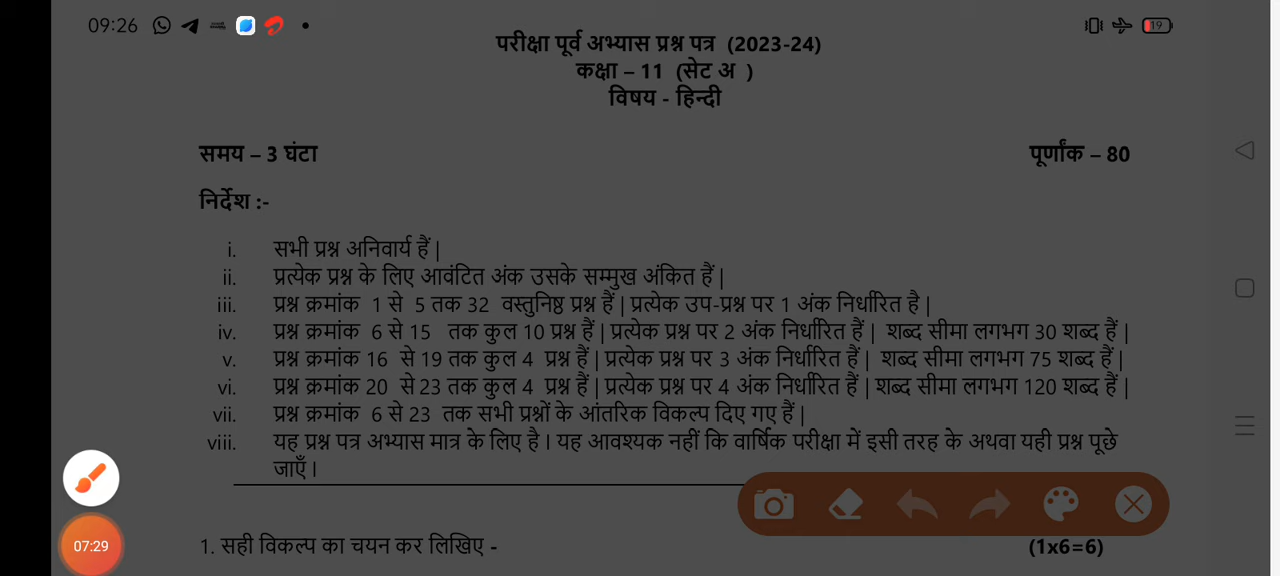 09:26
19
परीक्षा पूर्व अभ्यास प्रश्न पत्र (2023-24)
कक्षा – 11 (सेट अ )
विषय - हिन्दी
समय – 3 घंटा पूर्णांक – 80
निर्देश :-
i. सभी प्रश्न अनिवार्य हैं |
ii. प्रत्येक प्रश्न के लिए आवंटित अंक उसके सम्मुख अंकित हैं |
iii. प्रश्न क्रमांक 1 से 5 तक 32 वस्तुनिष्ठ प्रश्न हैं | प्रत्येक उप-प्रश्न पर 1 अंक निर्धारित है |
iv. प्रश्न क्रमांक 6 से 15 तक कुल 10 प्रश्न हैं | प्रत्येक प्रश्न पर 2 अंक निर्धारित हैं | शब्द सीमा लगभग 30 शब्द हैं |
v. प्रश्न क्रमांक 16 से 19 तक कुल 4 प्रश्न हैं | प्रत्येक प्रश्न पर 3 अंक निर्धारित हैं | शब्द सीमा लगभग 75 शब्द हैं |
vi. प्रश्न क्रमांक 20 से 23 तक कुल 4 प्रश्न हैं | प्रत्येक प्रश्न पर 4 अंक निर्धारित हैं | शब्द सीमा लगभग 120 शब्द हैं |
vii. प्रश्न क्रमांक 6 से 23 तक सभी प्रश्नों के आंतरिक विकल्प दिए गए हैं |
viii. यह प्रश्न पत्र अभ्यास मात्र के लिए है । यह आवश्यक नहीं कि वार्षिक परीक्षा में इसी तरह के अथवा यही प्रश्न पूछे
जाएँ ।
07:29
1. सही विकल्प का चयन कर लिखिए - (1x6=6)